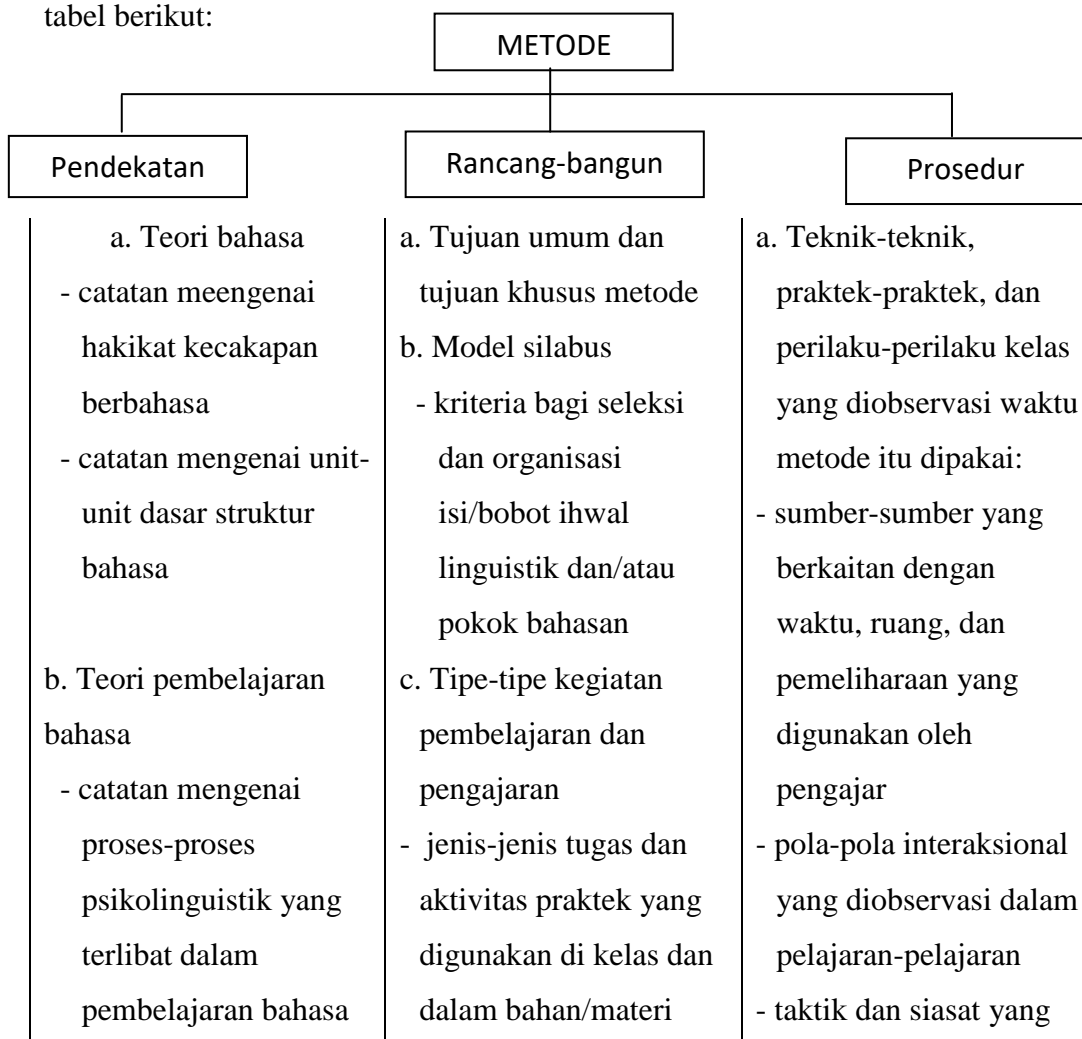 tabel berikut:
METODE
Pendekatan
Rancang-bangun
Prosedur
a. Teori bahasa
- catatan meengenai
hakikat kecakapan
berbahasa
- catatan mengenai unit-
unit dasar struktur
bahasa
b. Teori pembelajaran
bahasa
- catatan mengenai
proses-proses
psikolinguistik yang
terlibat dalam
pembelajaran bahasa
a. Tujuan umum dan
tujuan khusus metode
b. Model silabus
- kriteria bagi seleksi
dan organisasi
isi/bobot ihwal
linguistik dan/atau
pokok bahasan
c. Tipe-tipe kegiatan
pembelajaran dan
pengajaran
- jenis-jenis tugas dan
aktivitas praktek yang
digunakan di kelas dan
dalam bahan/materi
a. Teknik-teknik,
praktek-praktek, dan
perilaku-perilaku kelas
yang diobservasi waktu
metode itu dipakai:
- sumber-sumber yang
berkaitan dengan
waktu, ruang, dan
pemeliharaan yang
digunakan oleh
pengajar
- pola-pola interaksional
yang diobservasi dalam
pelajaran-pelajaran
- taktik dan siasat yang